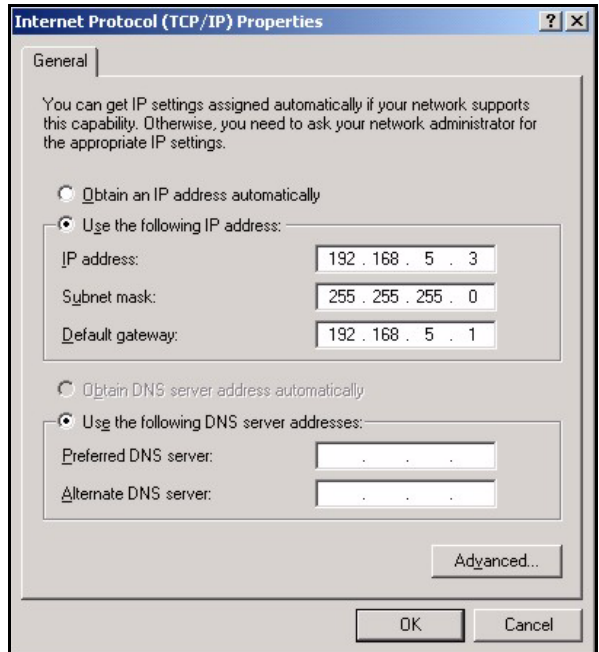 Internet Protocol (TCP/IP) Properties
General
You can get IP settings assigned automatically if your network supports
this capability. Otherwise, you need to ask your network administrator for
the appropriate IP settings.
Obtain an IP address automatically
Use the following IP address:
IP address: 192 . 168 . 5 . 3
Subnet mask: 255 . 255 . 255 . 0
Default gateway: 192 . 168 . 5 . 1
Obtain DNS server address automatically
Use the following DNS server addresses:
Preferred DNS server: . . .
Alternate DNS server: . . .
Advanced...
OK Cancel